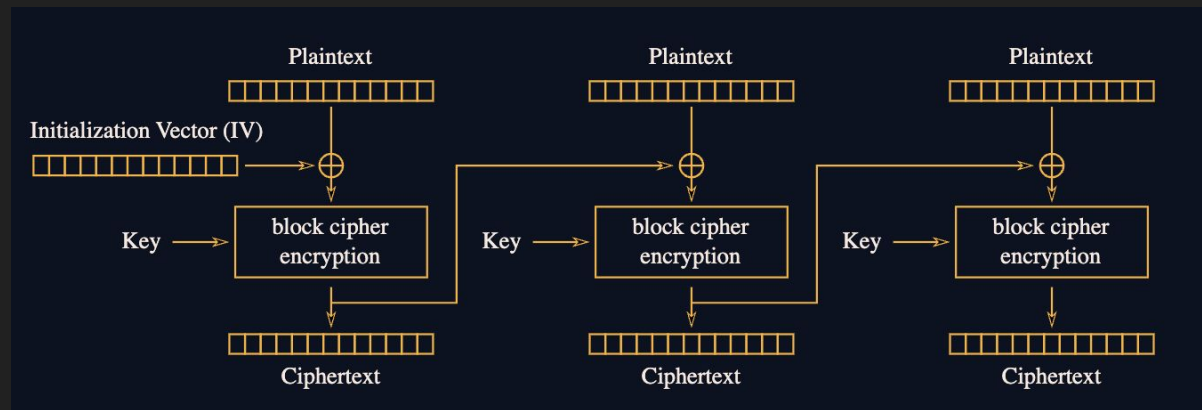 Plaintext
Plaintext
Plaintext
Initialization Vector (IV)
Key
block cipher
encryption
Key
block cipher
encryption
Key
block cipher
encryption
Ciphertext
Ciphertext
Ciphertext